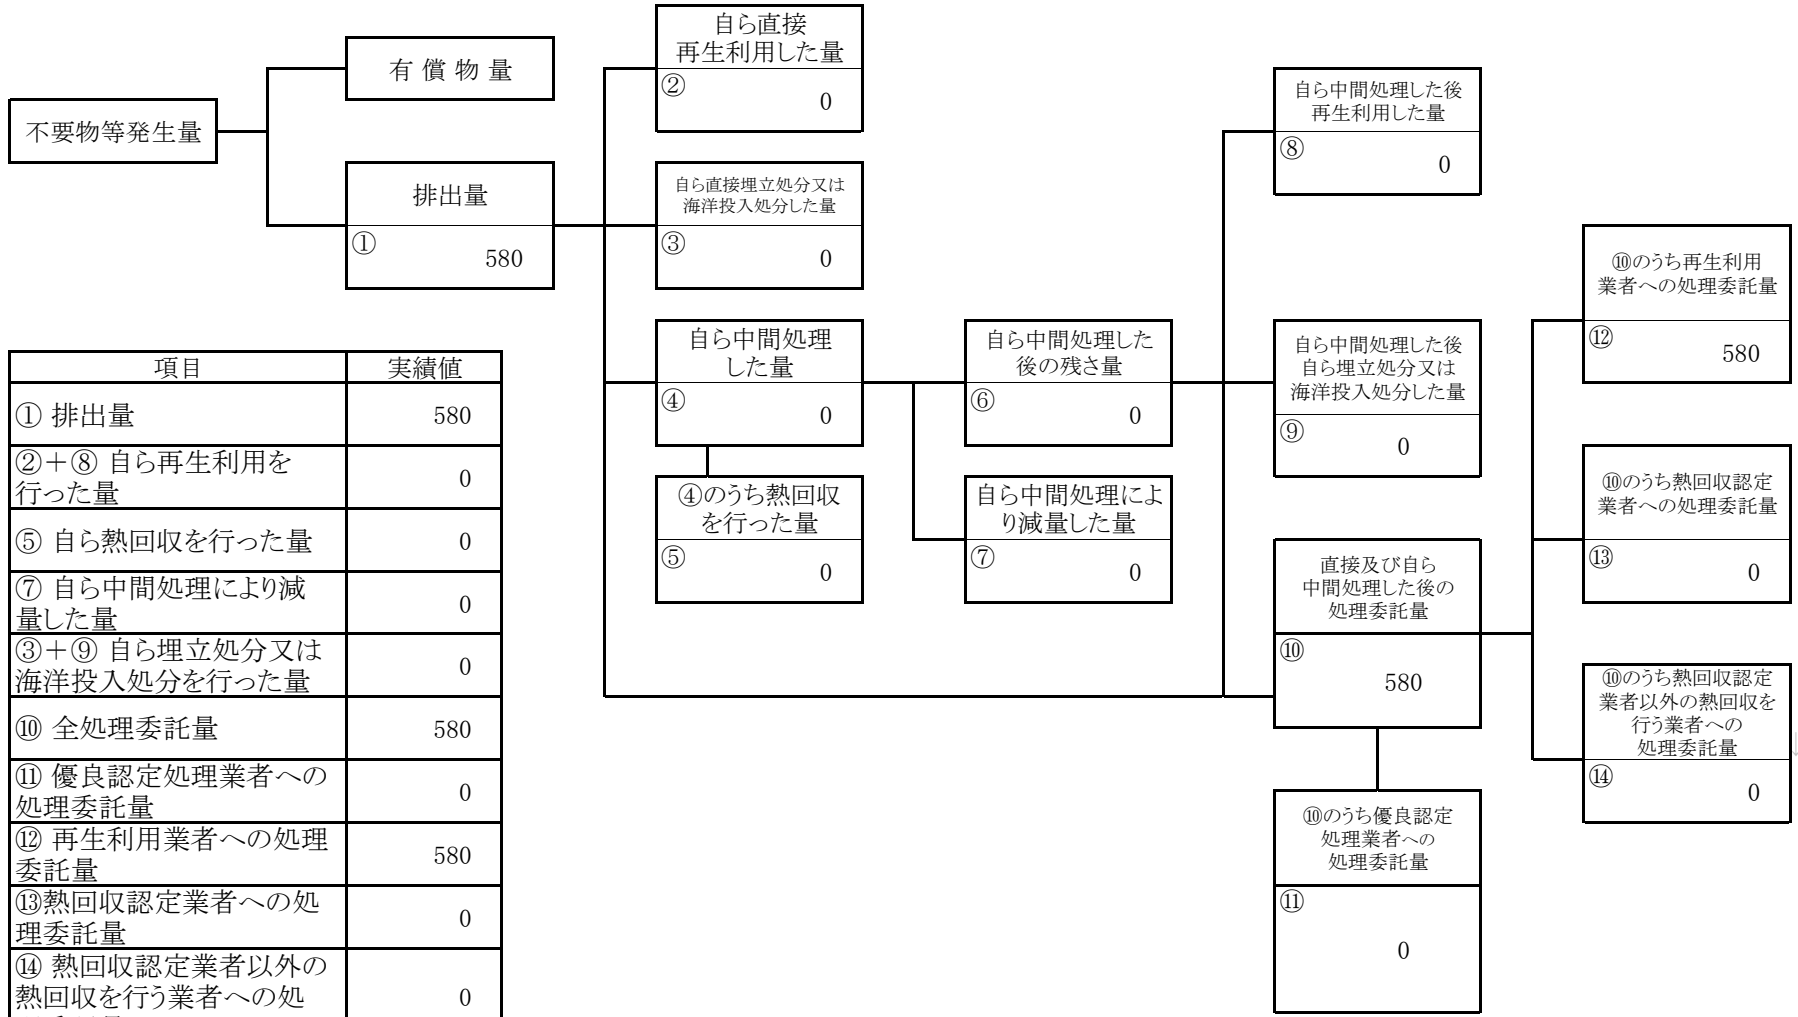 不要物等発生量
有 償 物 量
排出量
①
580
自ら直接
再生利用した量
②
0
自ら直接埋立処分又は
海洋投入処分した量
③
0
自ら中間処理
した量
④
0
④のうち熱回収
を行った量
⑤
0
自ら中間処理した
後の残さ量
⑥
0
自ら中間処理によ
り減量した量
⑦
0
自ら中間処理した後
再生利用した量
⑧
0
自ら中間処理した後
自ら埋立処分又は
海洋投入処分した量
⑨
0
直接及び自ら
中間処理した後の
処理委託量
⑩
580
⑩のうち優良認定
処理業者への
処理委託量
⑪
0
⑩のうち再生利用
業者への処理委託量
⑫
580
⑩のうち熱回収認定
業者への処理委託量
⑬
0
⑩のうち熱回収認定
業者以外の熱回収を
行う業者への
処理委託量
⑭
0
項目 実績値
① 排出量 580
②＋⑧ 自ら再生利用を
行った量 0
⑤ 自ら熱回収を行った量 0
⑦ 自ら中間処理により減
量した量 0
③＋⑨ 自ら埋立処分又は
海洋投入処分を行った量 0
⑩ 全処理委託量 580
⑪ 優良認定処理業者への
処理委託量 0
⑫ 再生利用業者への処理
委託量 580
⑬熱回収認定業者への処
理委託量 0
⑭ 熱回収認定業者以外の
熱回収を行う業者への処 0